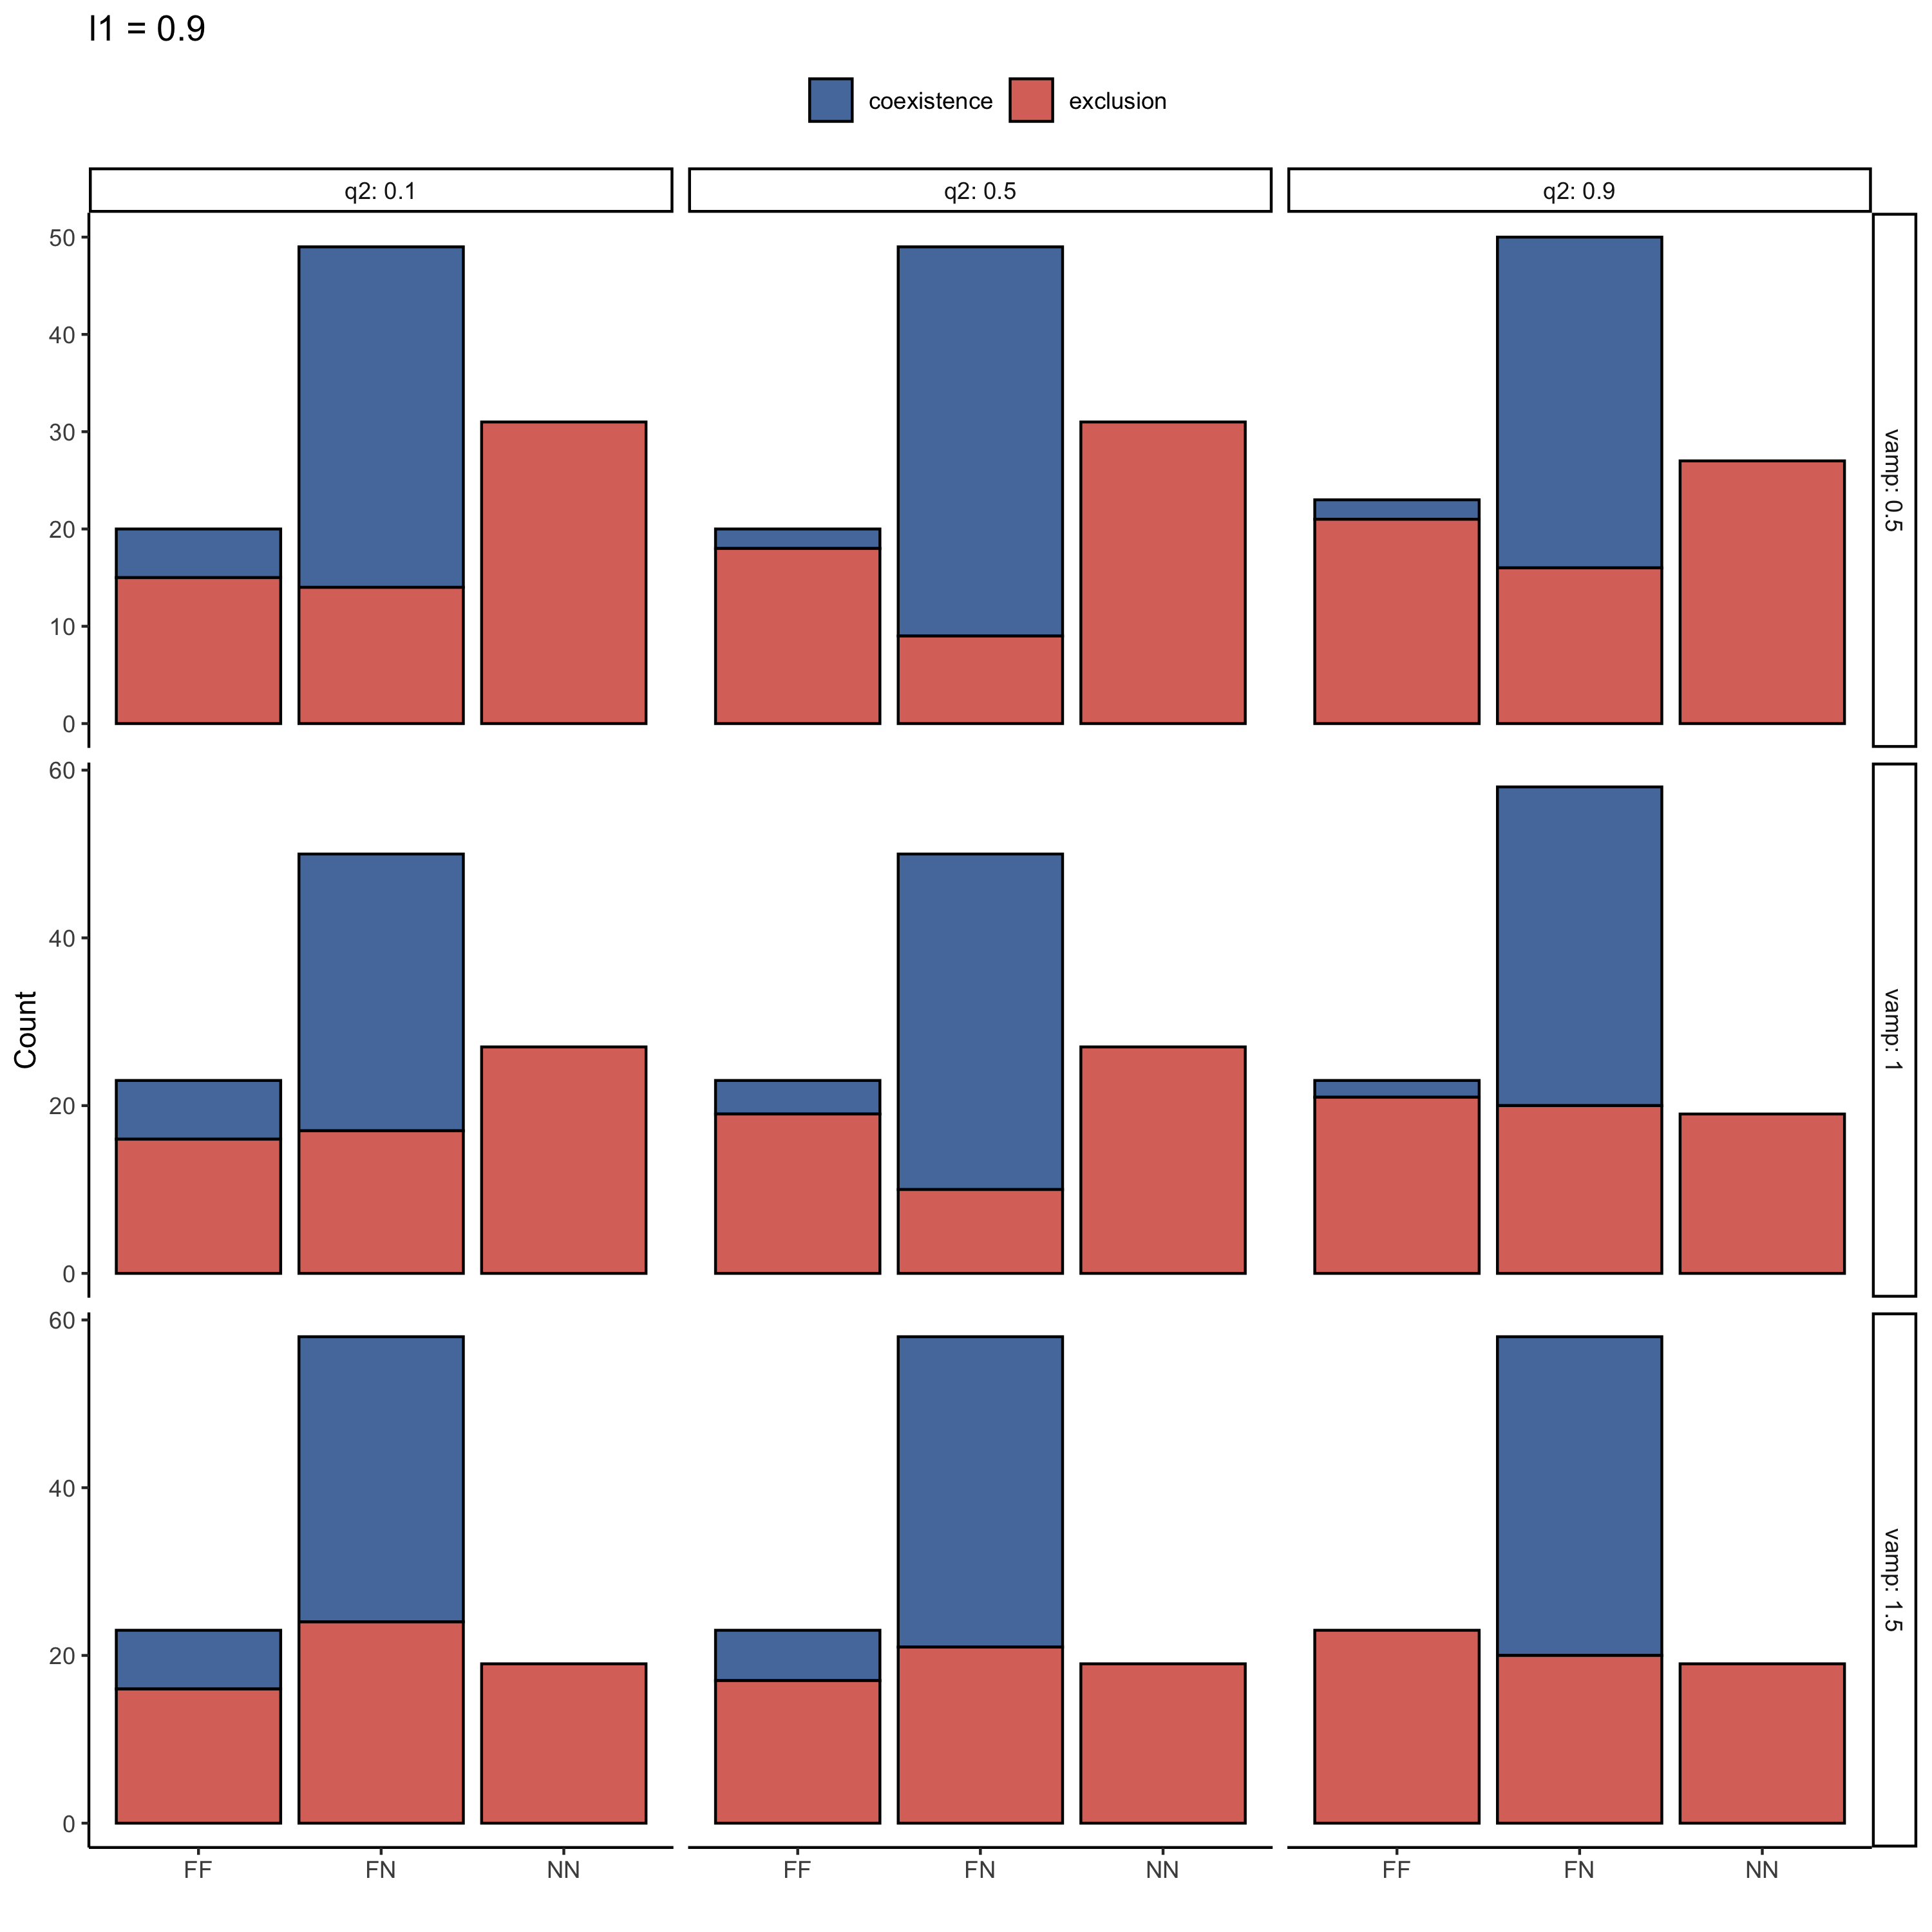 l1 = 0.9
coexistence exclusion
q2: 0.1 q2: 0.5 q2: 0.9
50
40
30
20
10
0
vamp: 0.5
60
40
20
0
vamp: 1
Count
60
40
20
0
vamp: 1.5
FF FN NN FF FN NN FF FN NN